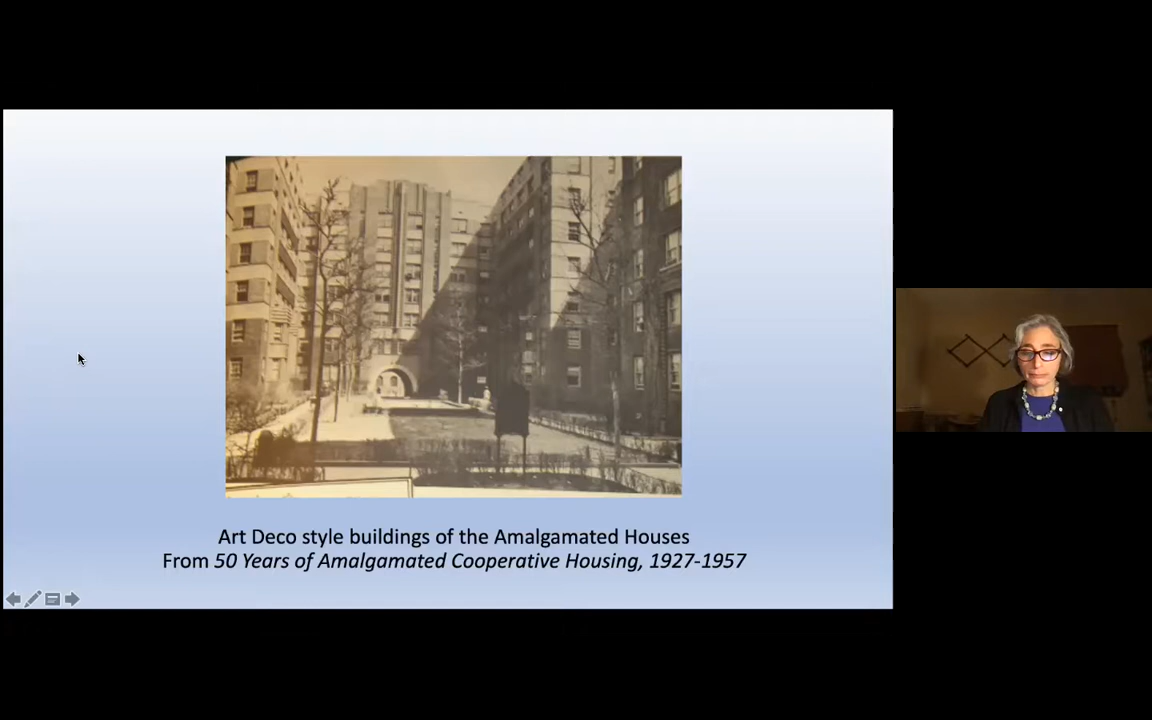 Art Deco style buildings of the Amalgamated Houses
From 50 Years of Amalgamated Cooperative Housing, 1927-1957